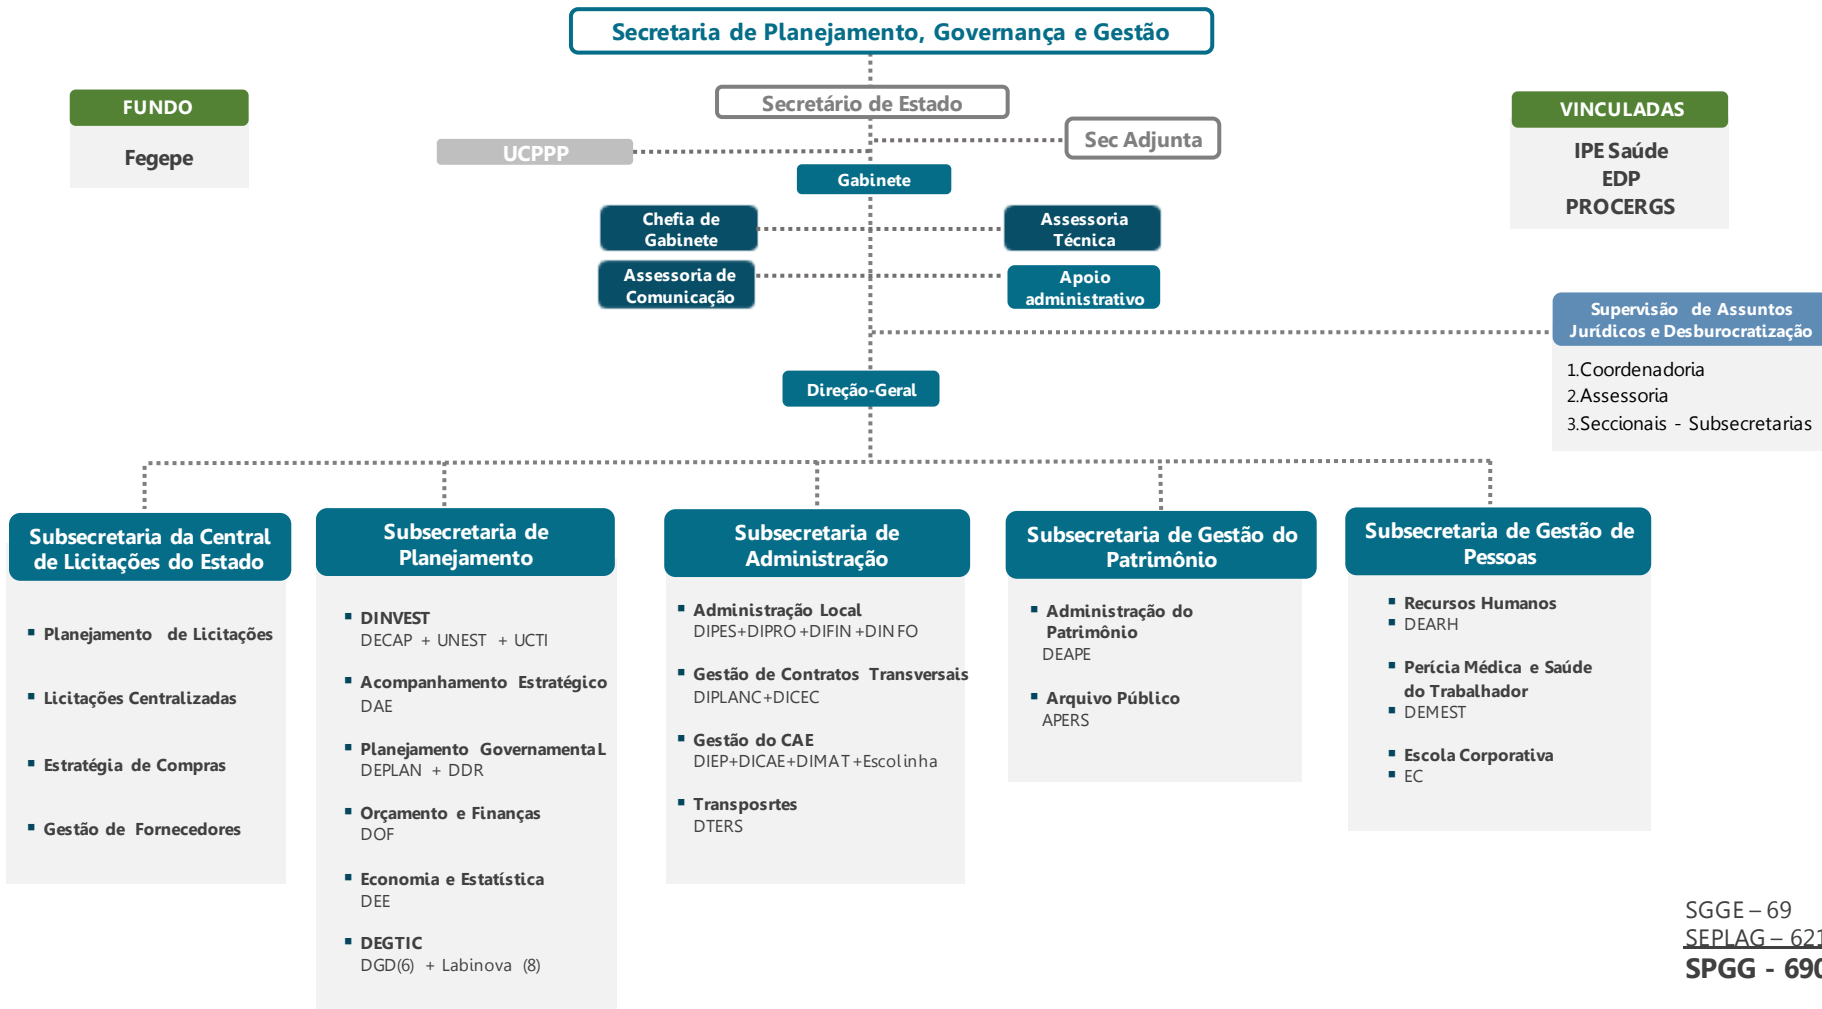 Secretaria de Planejamento, Governança e Gestão
Secretário de Estado
FUNDO
Fegepe
VINCULADAS
IPE Saúde
EDP
PROCERGS
UCPPP
Sec Adjunta
Gabinete
Chefia de
Gabinete
Assessoria
Técnica
Assessoria de
Comunicação
Apoio
administrativo
Supervisão de Assuntos
Jurídicos e Desburocratização
1.Coordenadoria
2.Assessoria
3.Seccionais - Subsecretarias
Direção-Geral
Subsecretaria da Central
de Licitações do Estado
▪ Planejamento de Licitações
▪ Licitações Centralizadas
▪ Estratégia de Compras
▪ Gestão de Fornecedores
Subsecretaria de
Planejamento
▪ DINVEST
DECAP + UNEST + UCTI
▪ Acompanhamento Estratégico
DAE
▪ Planejamento GovernamentaL
DEPLAN + DDR
▪ Orçamento e Finanças
DOF
▪ Economia e Estatística
DEE
▪ DEGTIC
DGD(6) + Labinova (8)
Subsecretaria de
Administração
▪ Administração Local
DIPES+DIPRO+DIFIN+DINFO
▪ Gestão de Contratos Transversais
DIPLANC+DICEC
▪ Gestão do CAE
DIEP+DICAE+DIMAT+Escolinha
▪ Transposrtes
DTERS
Subsecretaria de Gestão do
Patrimônio
▪ Administração do
Patrimônio
DEAPE
▪ Arquivo Público
APERS
Subsecretaria de Gestão de
Pessoas
▪ Recursos Humanos
▪ DEARH
▪ Perícia Médica e Saúde
do Trabalhador
▪ DEMEST
▪ Escola Corporativa
▪ EC
SGGE – 69
SEPLAG – 621
SPGG - 690